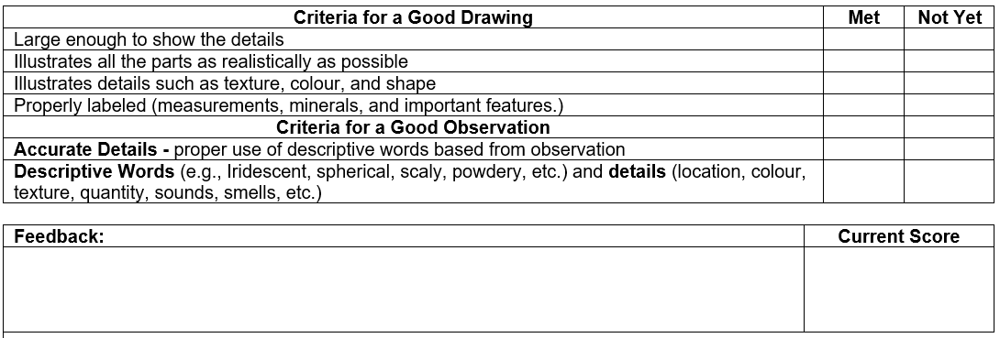 Criteria for a Good Drawing Met Not Yet
Large enough to show the details
Illustrates all the parts as realistically as possible
Illustrates details such as texture, colour, and shape
Properly labeled (measurements, minerals, and important features.)
Criteria for a Good Observation
Accurate Details - proper use of descriptive words based from observation
Descriptive Words (e.g., Iridescent, spherical, scaly, powdery, etc.) and details (location, colour,
texture, quantity, sounds, smells, etc.)
Feedback: Current Score